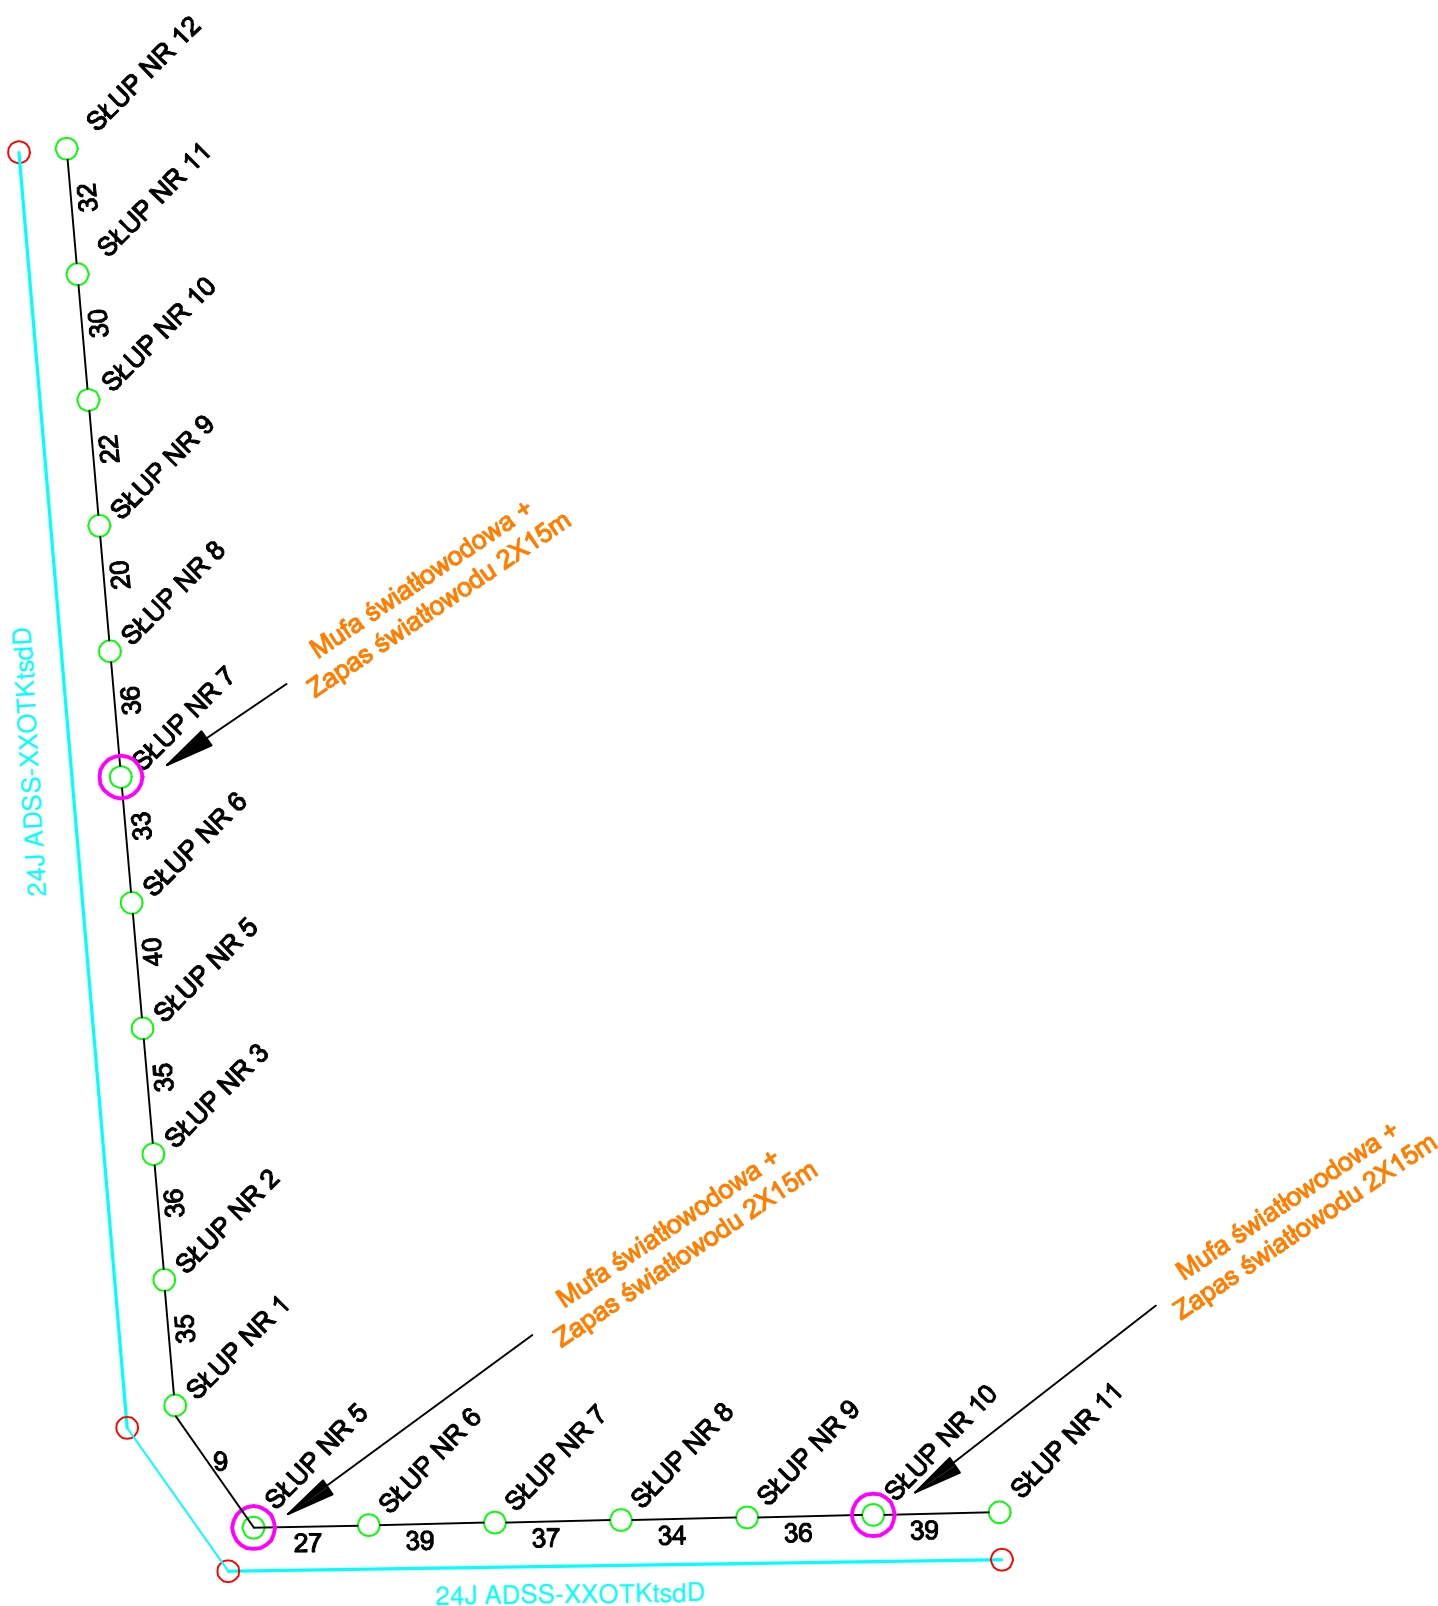 SŁUP NR 12
32
SŁUP NR 11
30
SŁUP NR 10
22
SŁUP NR 9
20
SŁUP NR 8
36
SŁUP NR 7
Mufa światłowodowa +
Zapas światłowodu 2X15m
33
SŁUP NR 6
40
SŁUP NR 5
35
SŁUP NR 3
36
SŁUP NR 2
35
SŁUP NR 1
9
24J ADSS-XXOTKtsdD
SŁUP NR 5
Mufa światłowodowa +
Zapas światłowodu 2X15m
27
SŁUP NR 6
39
SŁUP NR 7
37
SŁUP NR 8
34
SŁUP NR 9
36
SŁUP NR 10
Mufa światłowodowa +
Zapas światłowodu 2X15m
39
SŁUP NR 11
24J ADSS-XXOTKtsdD